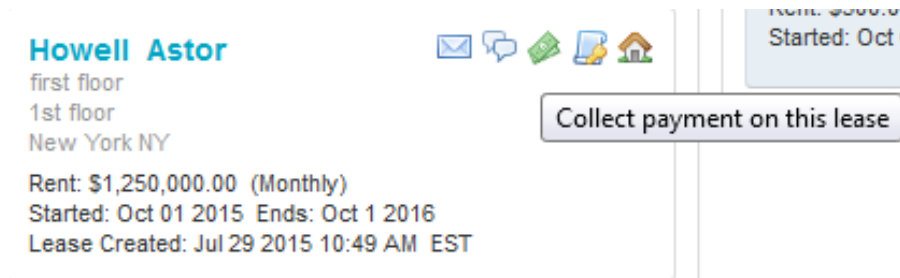 Howell Astor
first floor
1st floor
New York NY
Rent: $1,250,000.00 (Monthly)
Started: Oct 01 2015 Ends: Oct 1 2016
Lease Created: Jul 29 2015 10:49 AM EST
Started: Oct
Collect payment on this lease